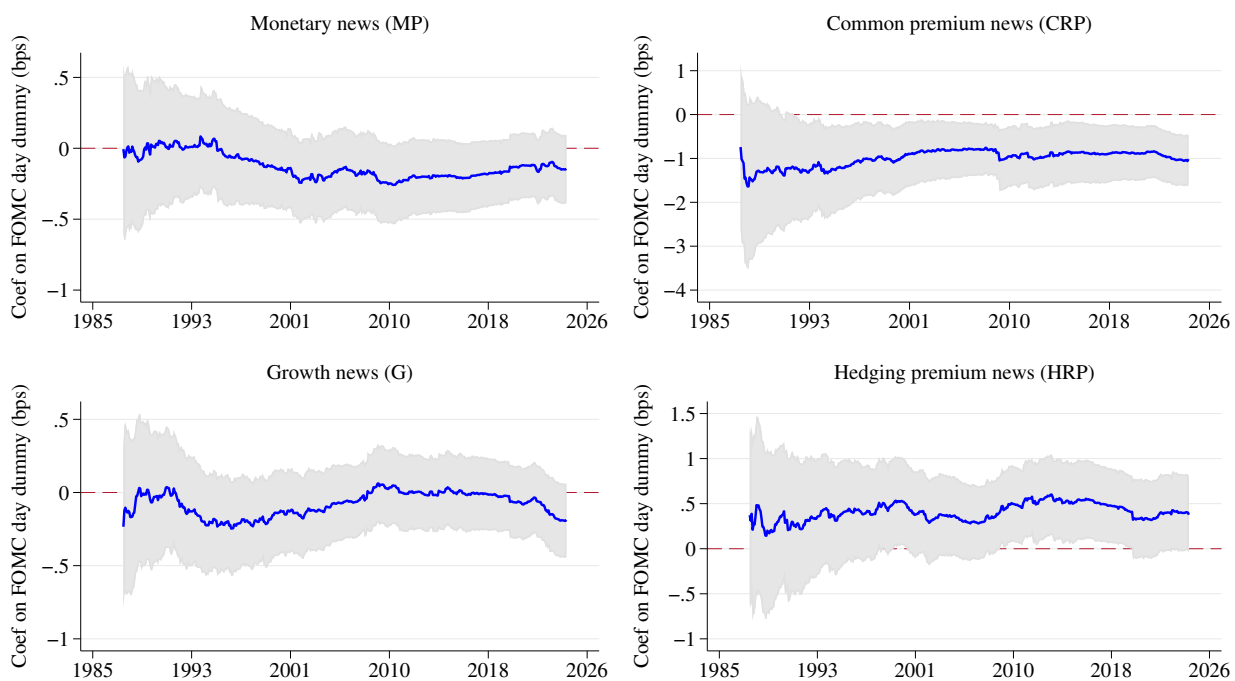 Monetary news (MP)
Coef on FOMC day dummy (bps)
.5
0
−.5
−1
1985 1993 2001 2010 2018 2026
Common premium news (CRP)
Coef on FOMC day dummy (bps)
1
0
−1
−2
−3
−4
1985 1993 2001 2010 2018 2026
Growth news (G)
Coef on FOMC day dummy (bps)
.5
0
−.5
−1
1985 1993 2001 2010 2018 2026
Hedging premium news (HRP)
Coef on FOMC day dummy (bps)
1.5
1
.5
0
−.5
−1
1985 1993 2001 2010 2018 2026